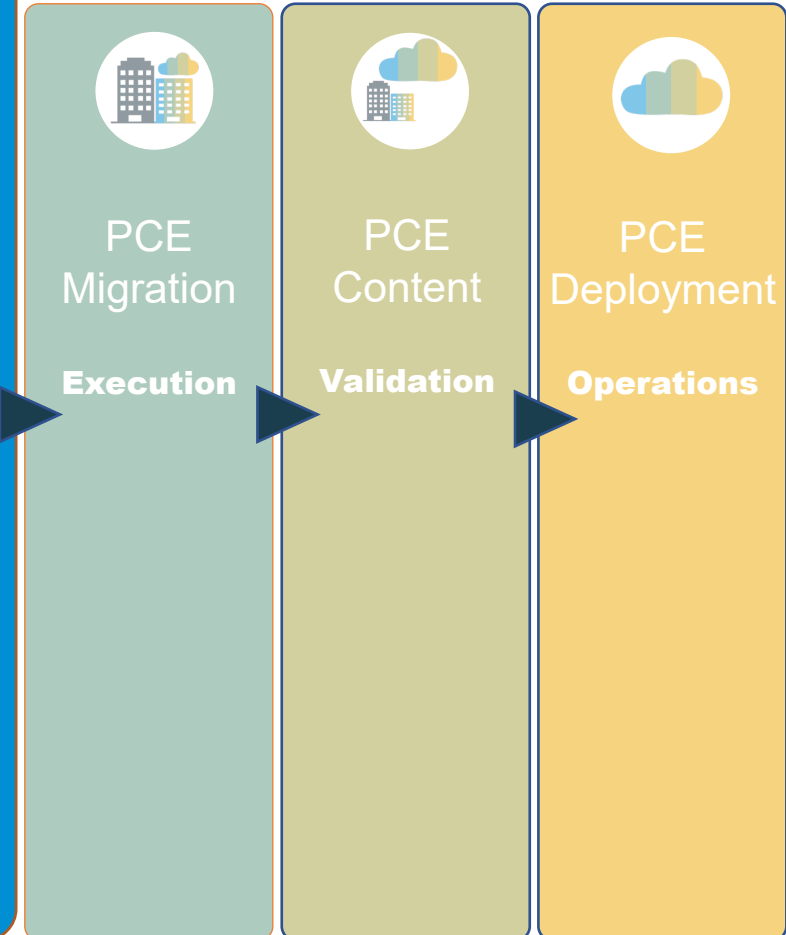 PCE
Migration
Execution
PCE
Content
Validation
PCE
Deployment
Operations